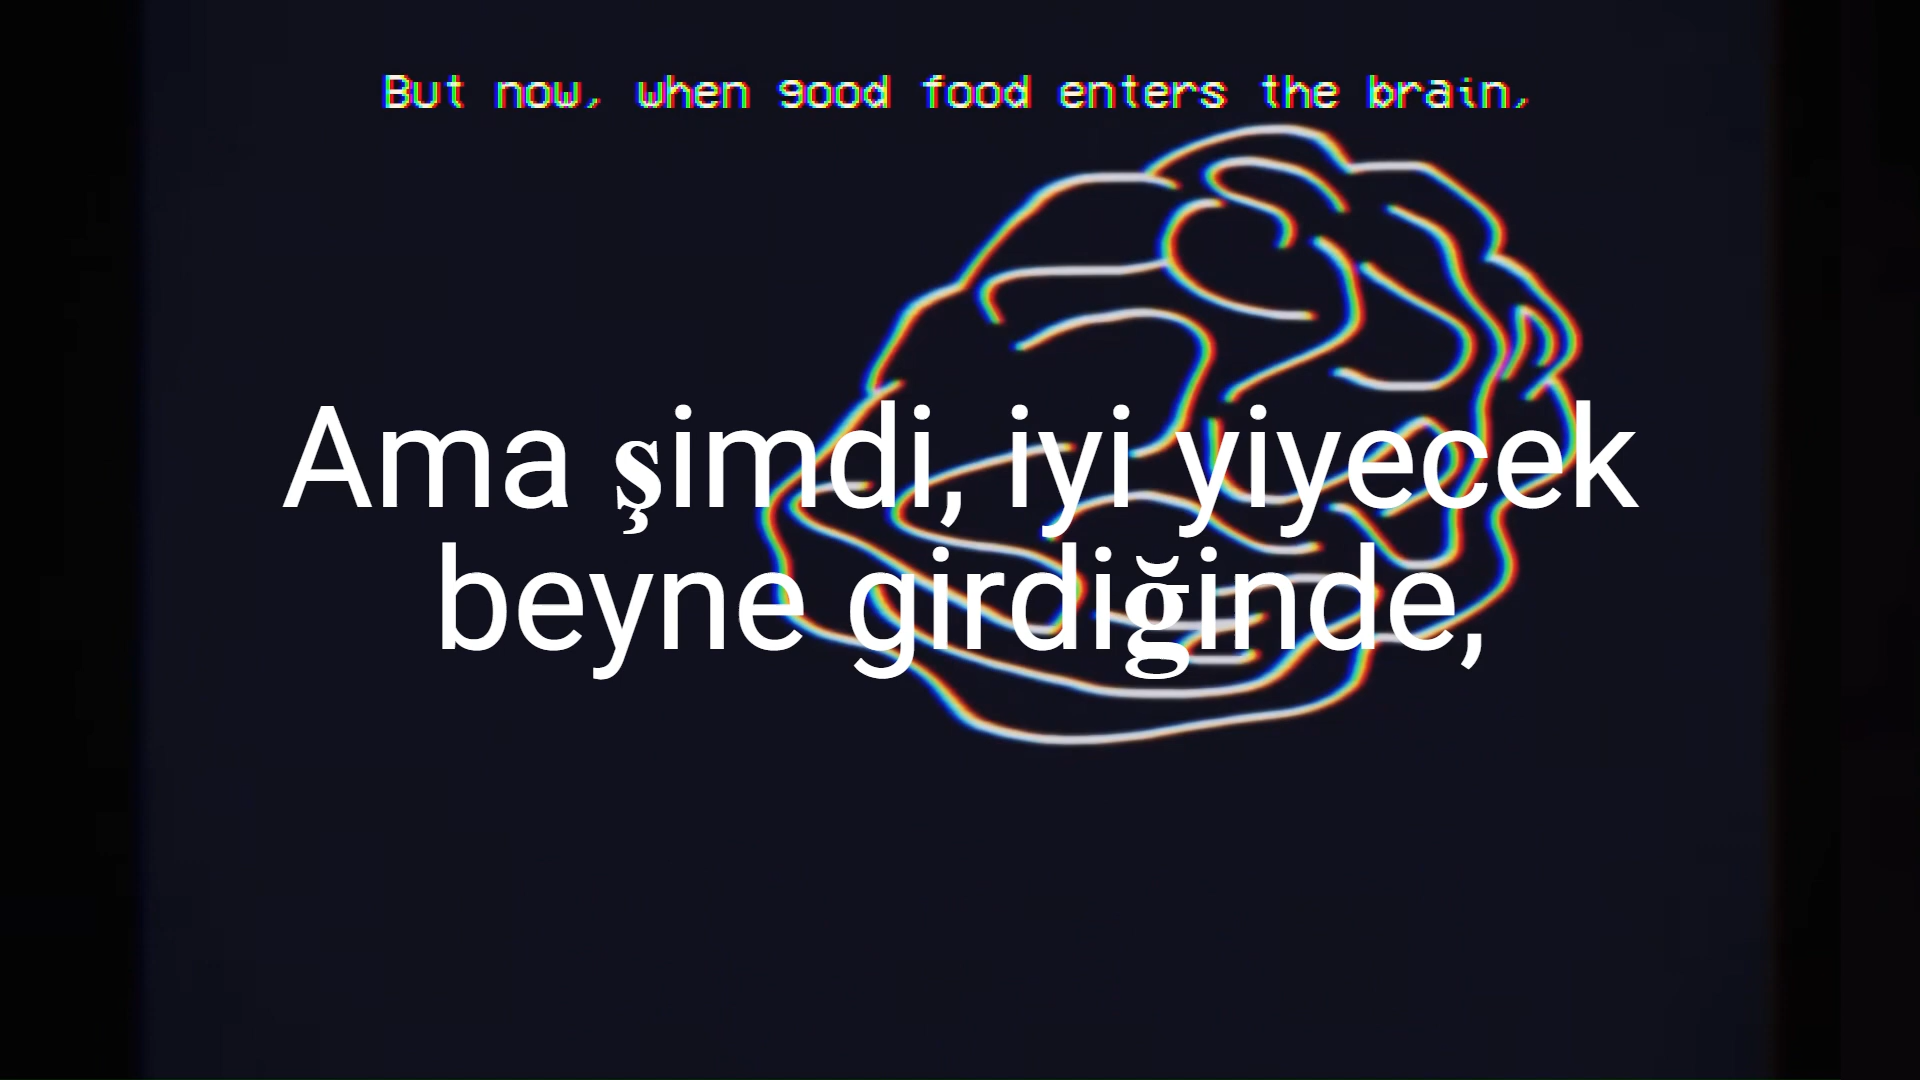 But now, when good food enters the brain,
Ama şimdi, iyi yiyecek
beyne girdiğinde,